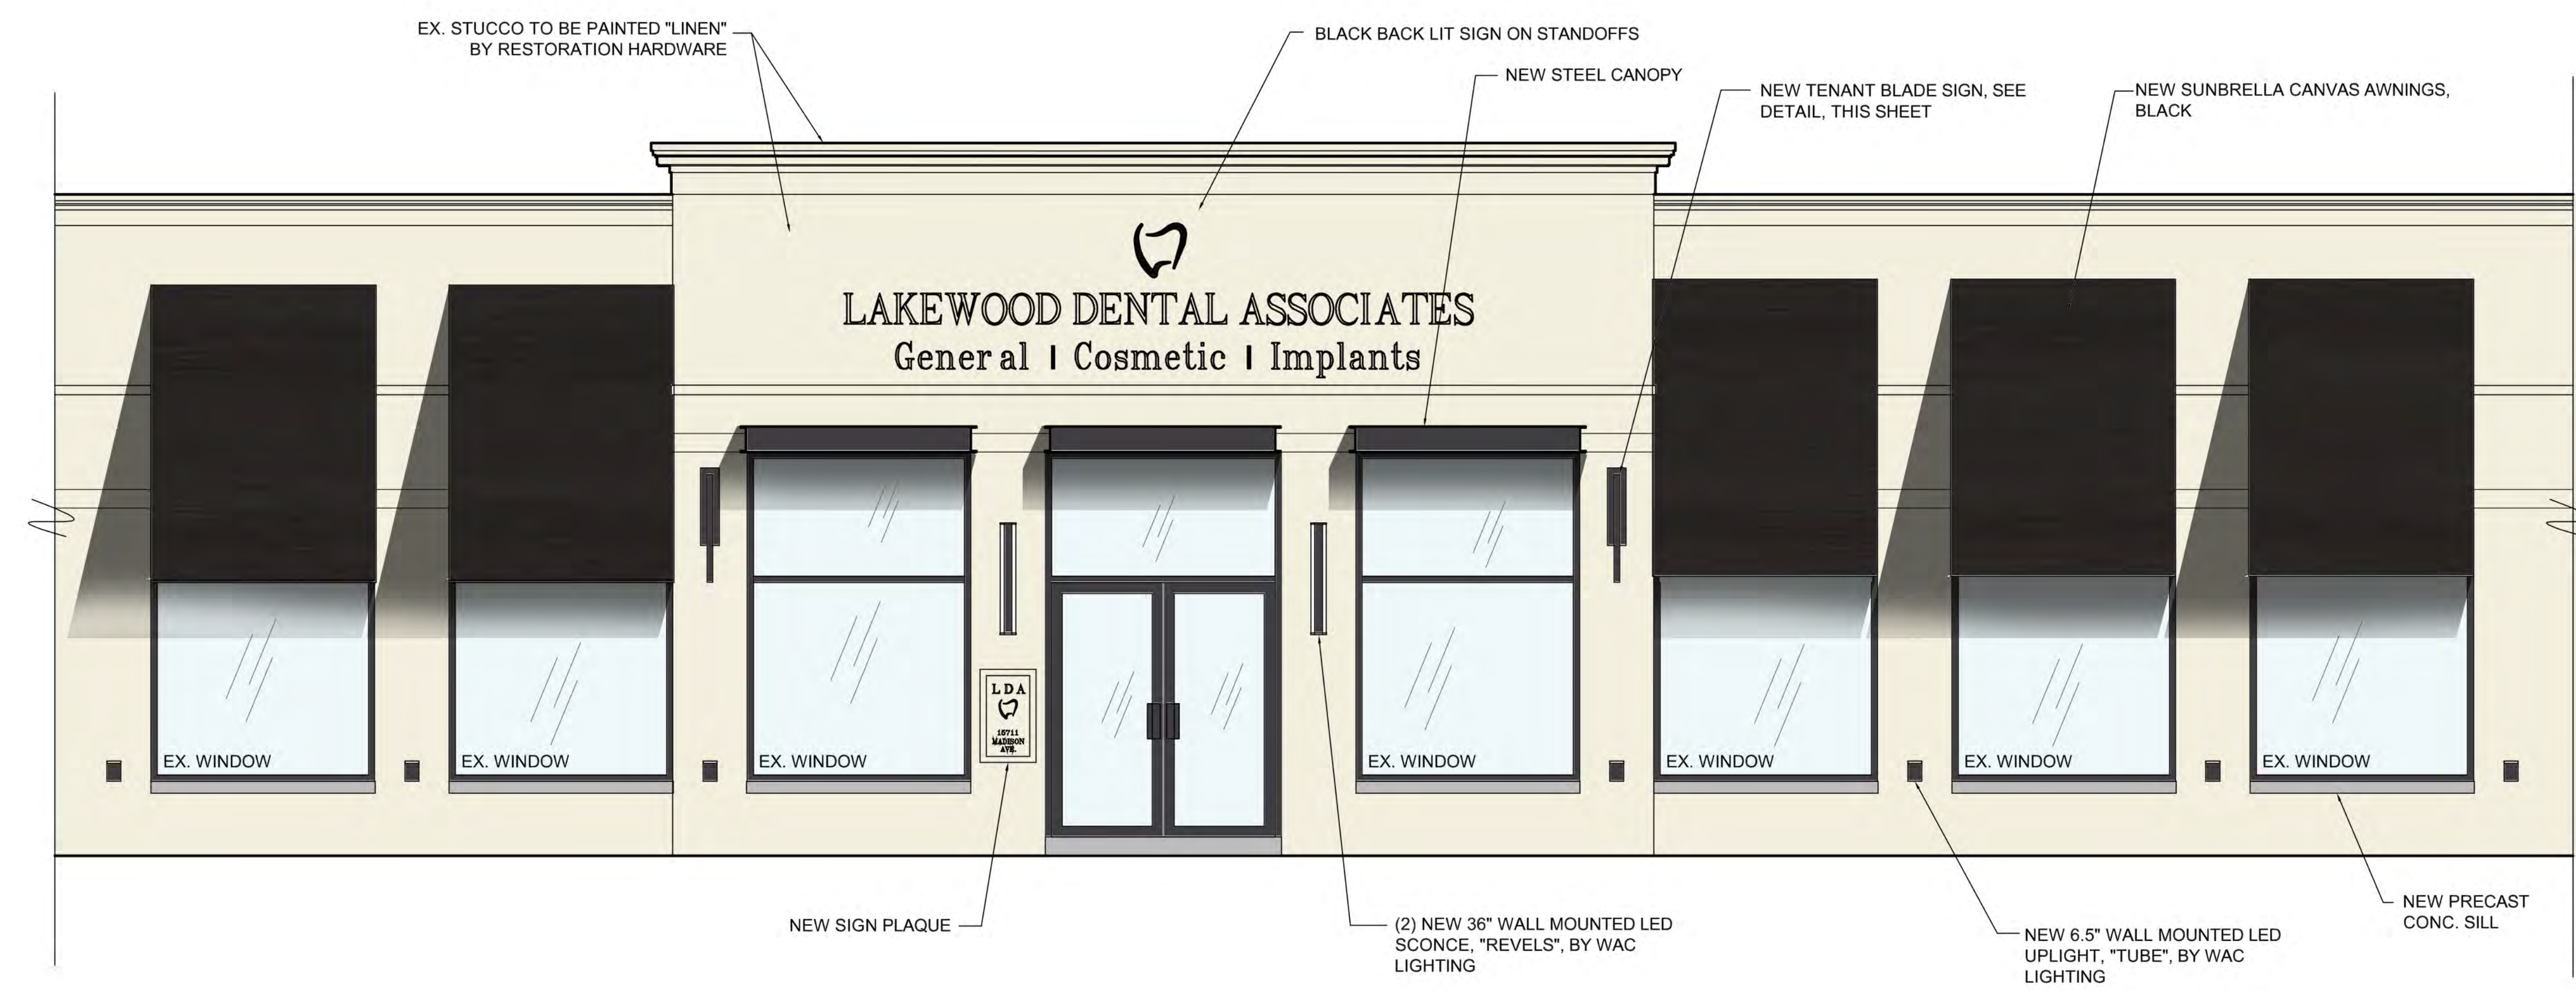 EX. STUCCO TO BE PAINTED "LINEN"
BY RESTORATION HARDWARE
BLACK BACK LIT SIGN ON STANDOFFS
NEW STEEL CANOPY
NEW TENANT BLADE SIGN, SEE
DETAIL, THIS SHEET
NEW SUNBRELLA CANVAS AWNINGS,
BLACK
LAKEWOOD DENTAL ASSOCIATES
General | Cosmetic | Implants
LDA
15711
MADISON
AVE.
EX. WINDOW
EX. WINDOW
EX. WINDOW
EX. WINDOW
EX. WINDOW
EX. WINDOW
EX. WINDOW
NEW SIGN PLAQUE
(2) NEW 36" WALL MOUNTED LED
SCONCE, "REVELS", BY WAC
LIGHTING
NEW 6.5" WALL MOUNTED LED
UPLIGHT, "TUBE", BY WAC
LIGHTING
NEW PRECAST
CONC. SILL